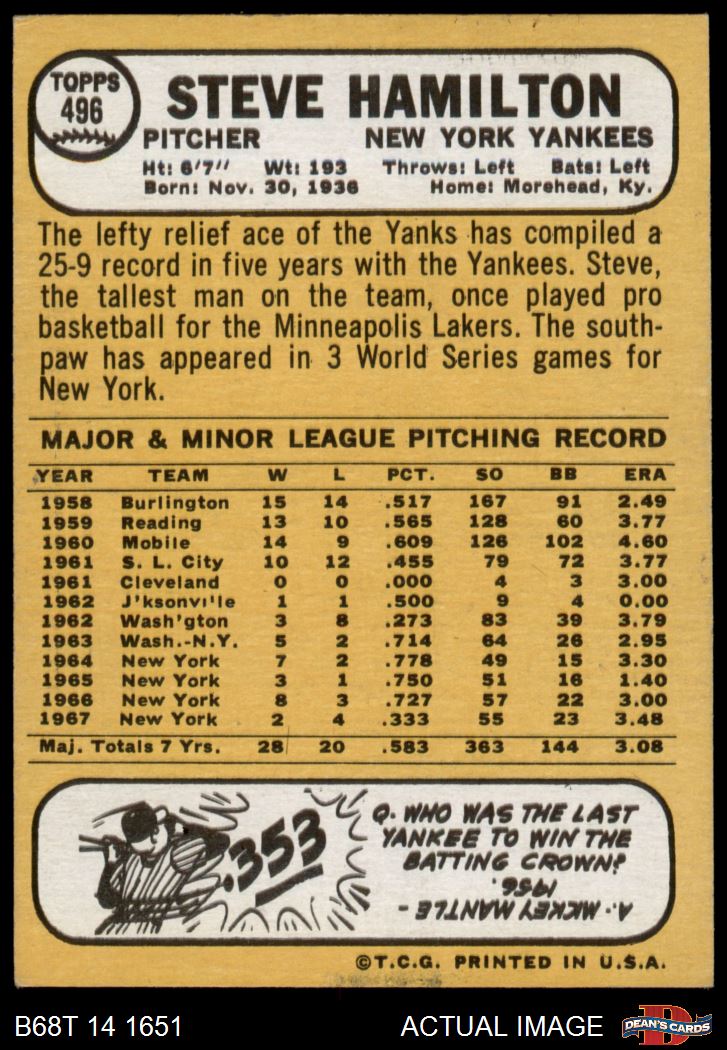 TOPPS
496
STEVE HAMILTON
PITCHER NEW YORK YANKEES
Ht: 6'7" Wt: 193 Throws: Left Bats: Left
Born: Nov. 30, 1936 Home: Morehead, Ky.
The lefty relief ace of the Yanks has compiled a
25-9 record in five years with the Yankees. Steve,
the tallest man on the team, once played pro
basketball for the Minneapolis Lakers. The south-
paw has appeared in 3 World Series games for
New York.
MAJOR & MINOR LEAGUE PITCHING RECORD
YEAR TEAM W L PCT. SO BB ERA
1958 Burlington 15 14 .517 167 91 2.49
1959 Reading 13 10 .565 128 60 3.77
1960 Mobile 14 9 .609 126 102 4.60
1961 S. L. City 10 12 .455 79 72 3.77
1961 Cleveland 0 0 .000 4 3 3.00
1962 J'ksonville 1 1 .500 9 4 0.00
1962 Wash'gton 3 8 .273 83 39 3.79
1963 Wash.-N.Y. 5 2 .714 64 26 2.95
1964 New York 7 2 .778 49 15 3.30
1965 New York 3 1 .750 51 16 1.40
1966 New York 8 3 .727 57 22 3.00
1967 New York 2 4 .333 55 23 3.48
Maj. Totals 7 Yrs. 28 20 .583 363 144 3.08
.353
Q. WHO WAS THE LAST
YANKEE TO WIN THE
BATTING CROWN?
A. MICKEY MANTLE -
1956.
©T.C.G. PRINTED IN U.S.A.
B68T 14 1651 ACTUAL IMAGE
D
DEAN'S CARDS